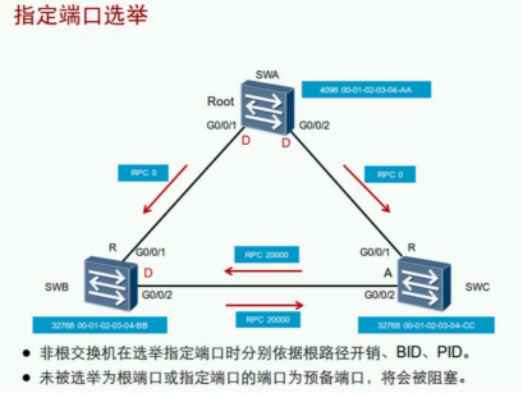 指定端口选举
SWA
4096 00-01-02-03-04-AA
Root
G0/0/1
G0/0/2
D
D
RPC 0
RPC 0
R
G0/0/1
RPC 20000
G0/0/1
R
SWB
D
A
SWC
G0/0/2
G0/0/2
RPC 20000
32768 00-01-02-03-04-BB
32768 00-01-02-03-04-CC
● 非根交换机在选举指定端口时分别依据根路径开销、BID、PID。
● 未被选举为根端口或指定端口的端口为预备端口，将会被阻塞。